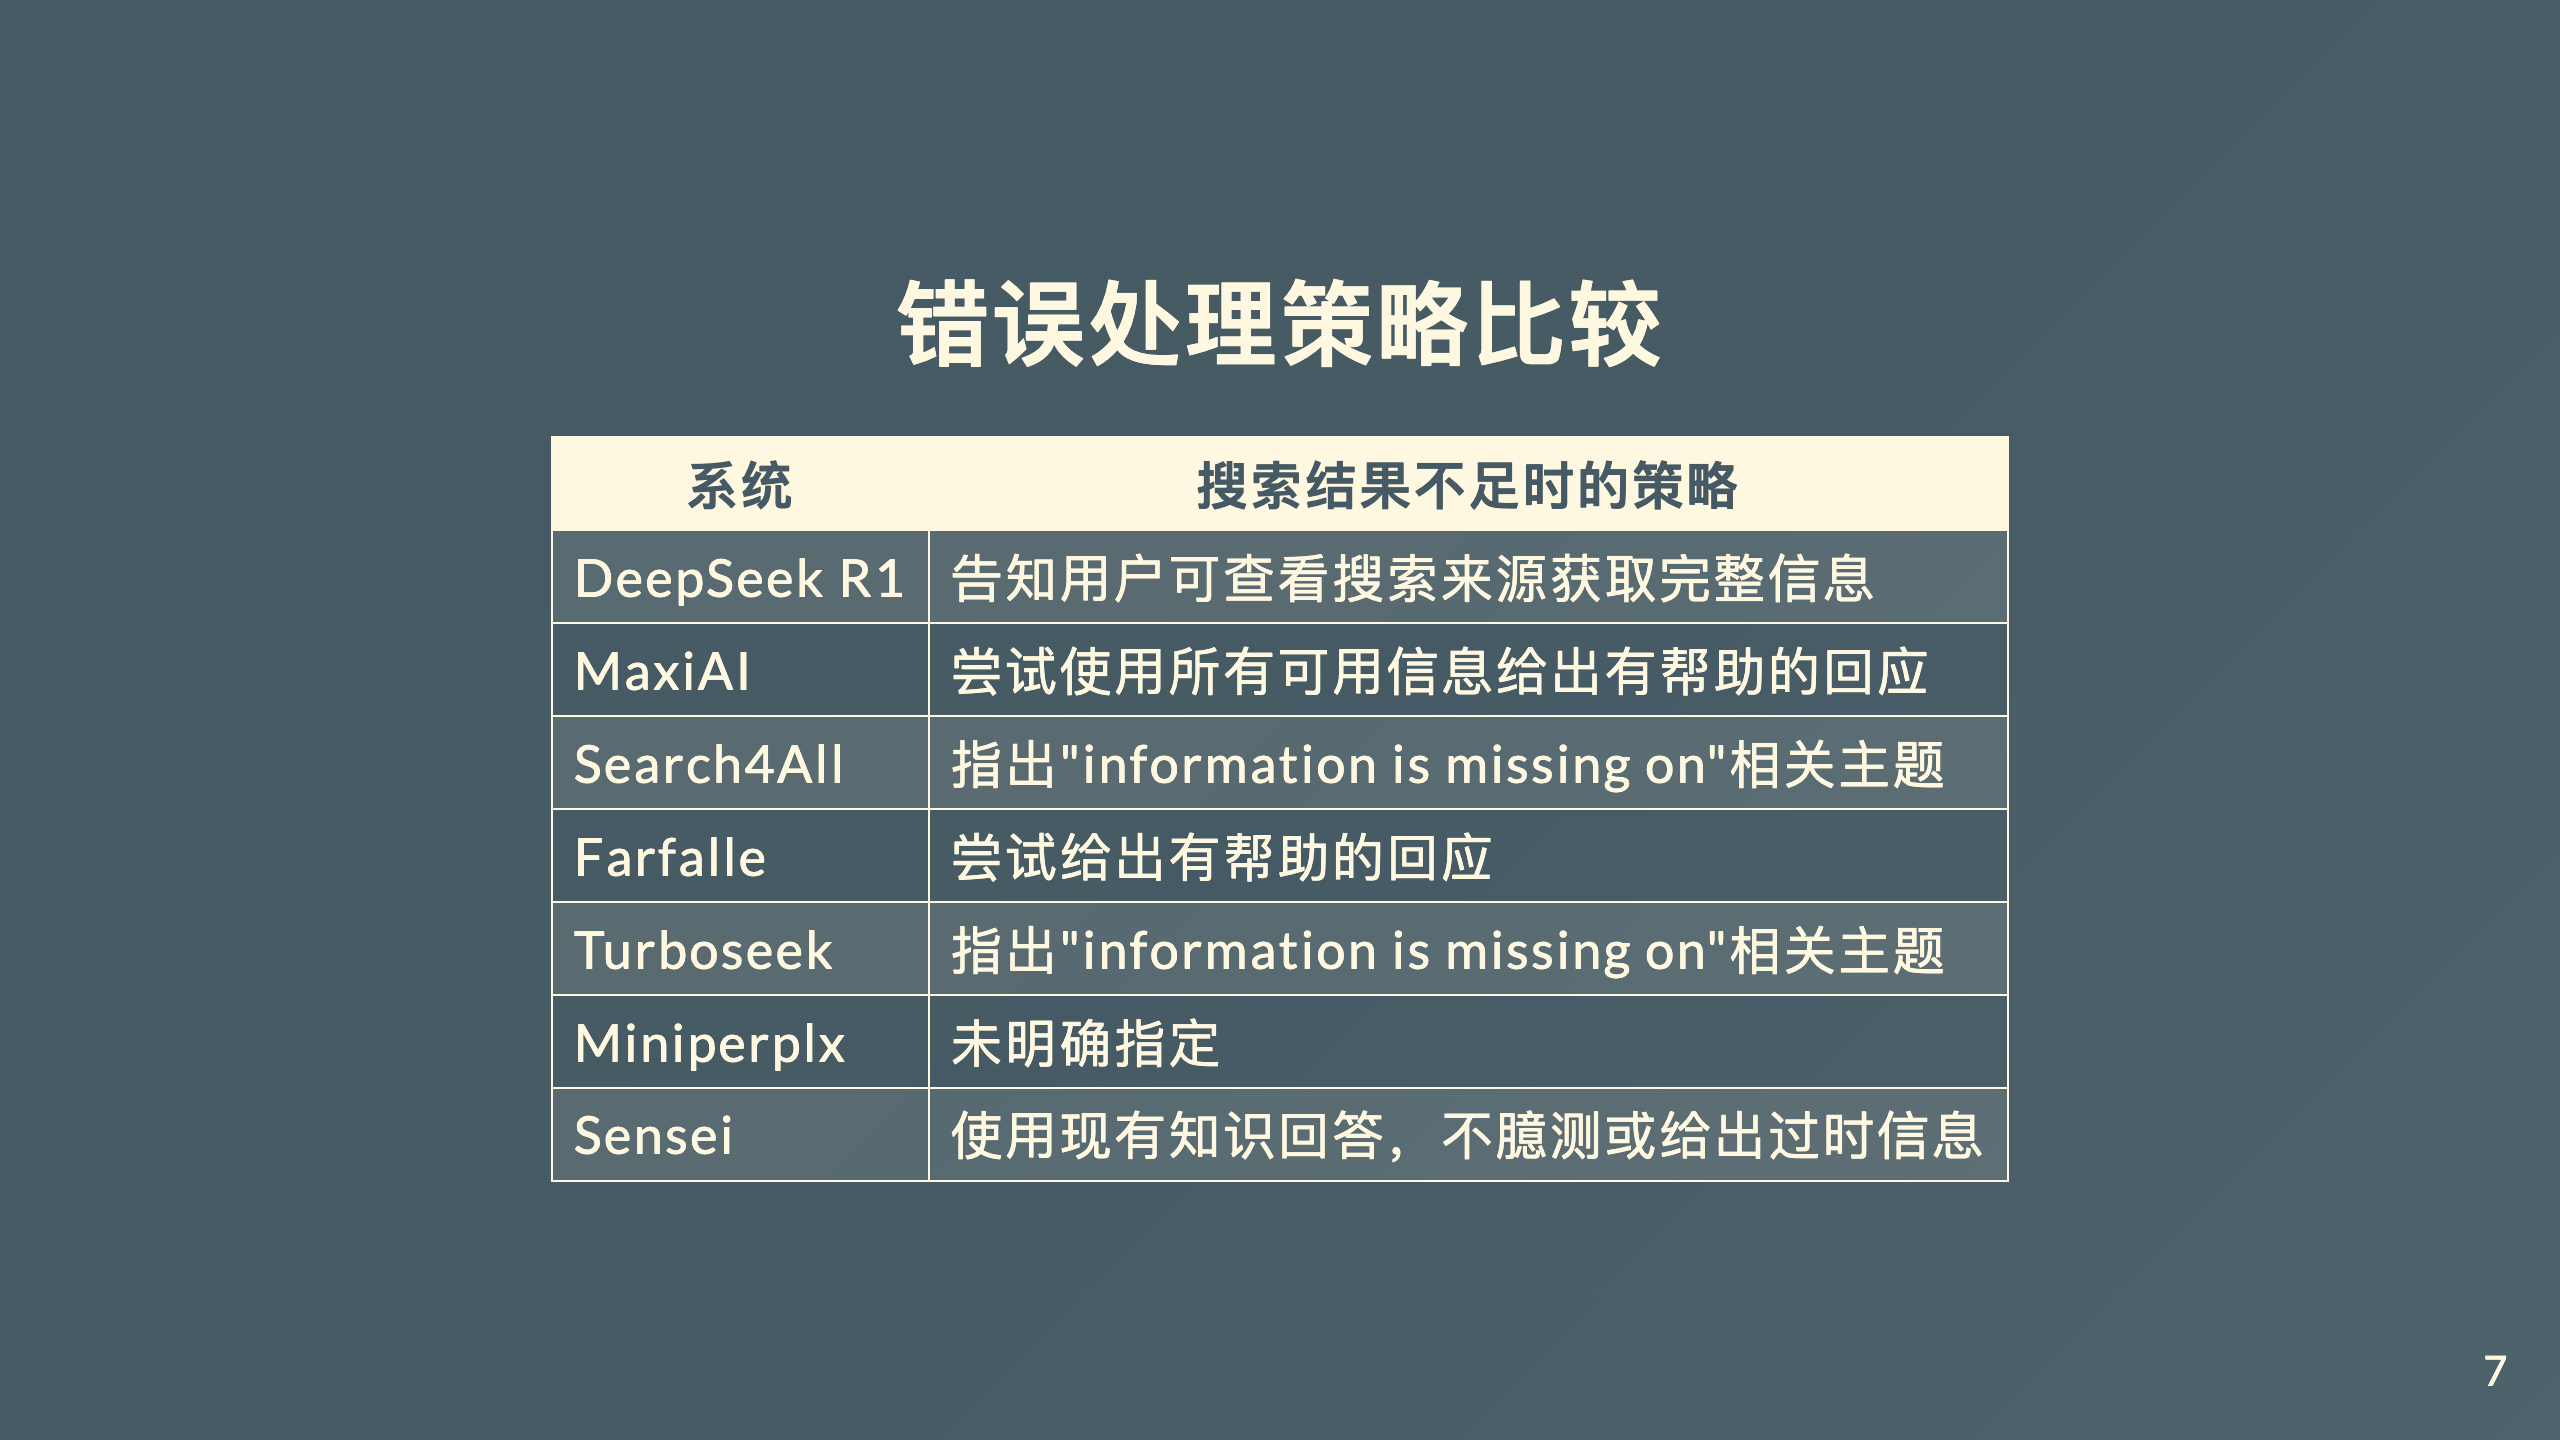 错误处理策略比较
系统 搜索结果不足时的策略
DeepSeek R1 告知用户可查看搜索来源获取完整信息
MaxiAI 尝试使用所有可用信息给出有帮助的回应
Search4All 指出"information is missing on"相关主题
Farfalle 尝试给出有帮助的回应
Turboseek 指出"information is missing on"相关主题
Miniperplx 未明确指定
Sensei 使用现有知识回答，不臆测或给出过时信息
7